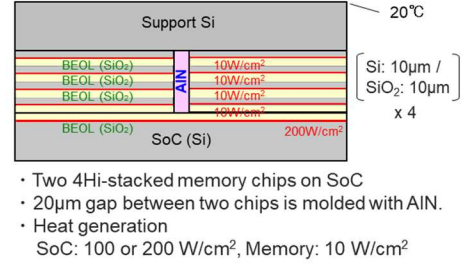 20℃
Support Si
BEOL (SiO₂) 10W/cm²
BEOL (SiO₂) 10W/cm²
BEOL (SiO₂) 10W/cm²
10W/cm²
AlN
Si: 10μm /
SiO₂: 10μm
x 4
BEOL (SiO₂) 200W/cm²
SoC (Si)
・Two 4Hi-stacked memory chips on SoC
・20μm gap between two chips is molded with AlN.
・Heat generation
SoC: 100 or 200 W/cm², Memory: 10 W/cm²